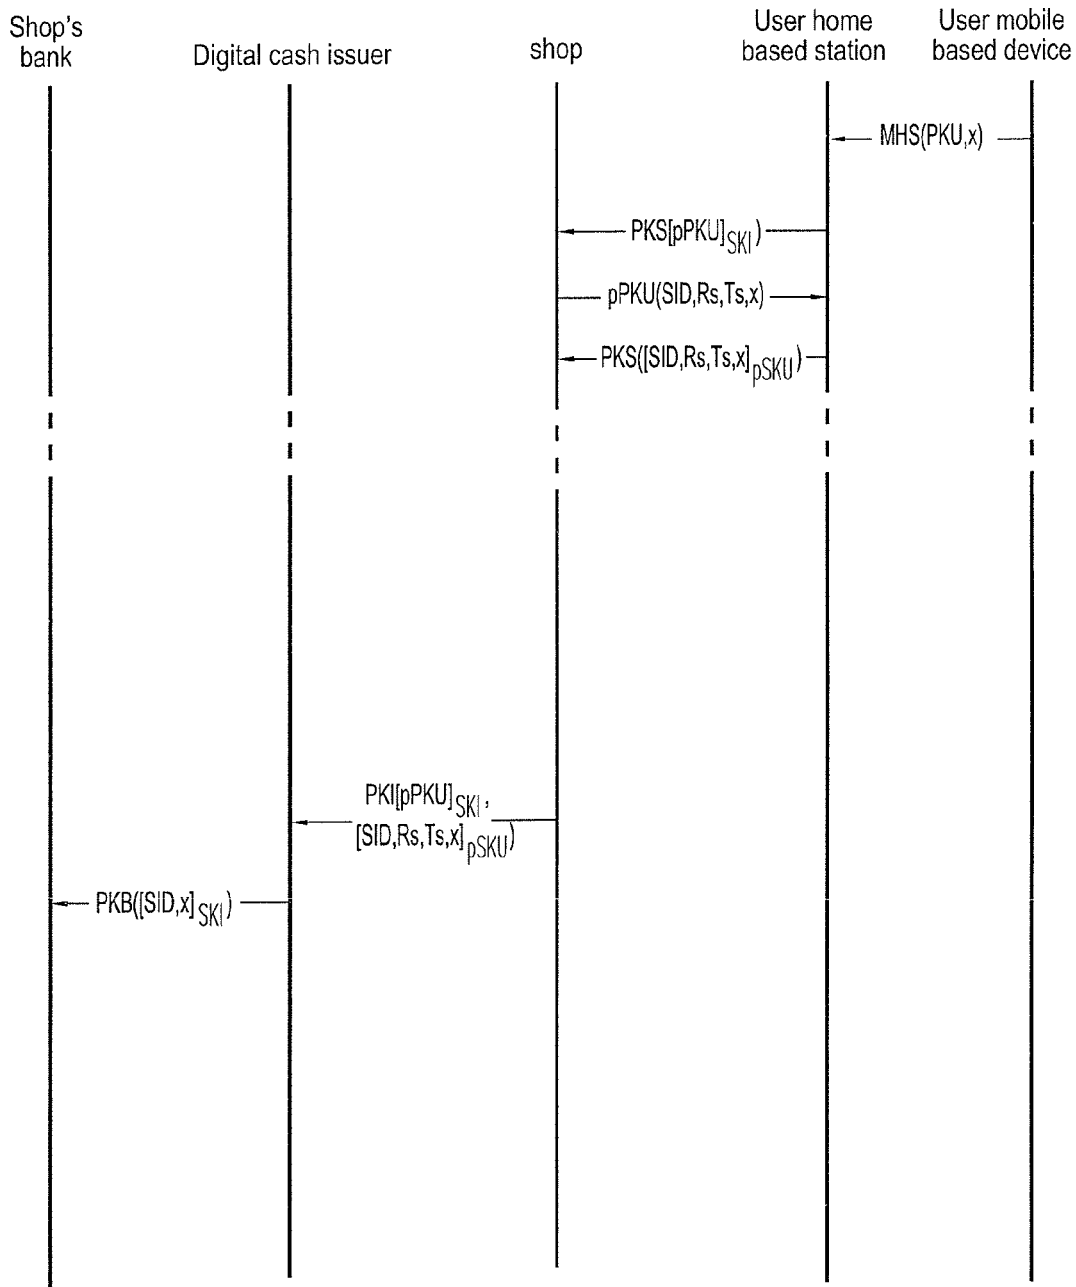 Shop's
bank
Digital cash issuer
shop
User home
based station
User mobile
based device
MHS(PKU,x)
PKS[pPKU]SKI)
pPKU(SID,Rs,Ts,x)
PKS([SID,Rs,Ts,x]pSKU)
PKI[pPKU]SKI,
[SID,Rs,Ts,x]pSKU)
PKB([SID,x]SKI)